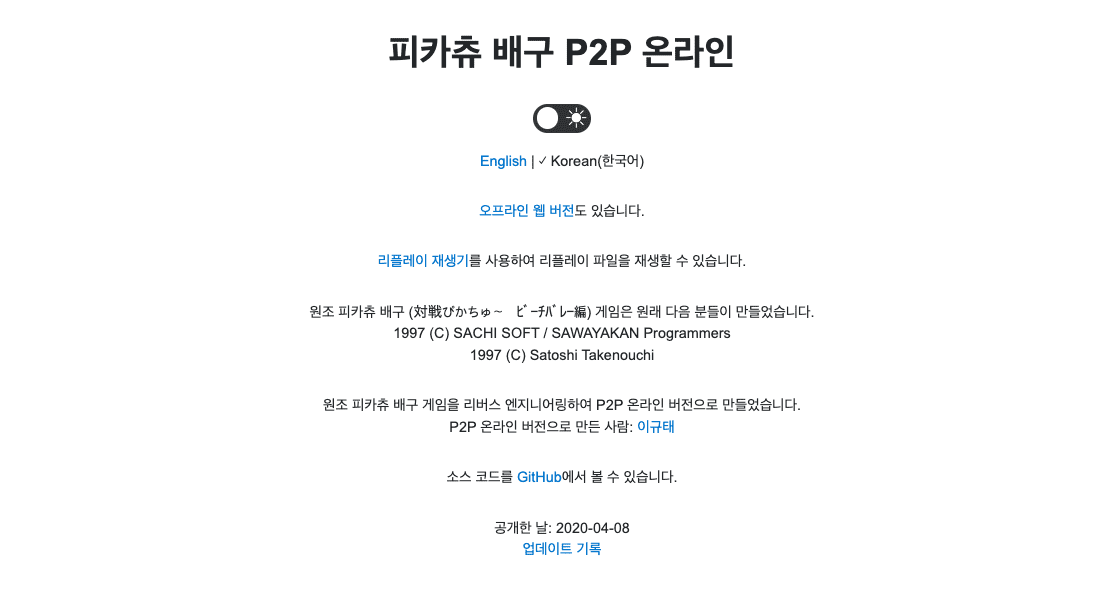 피카츄 배구 P2P 온라인
English | ✓ Korean(한국어)
오프라인 웹 버전도 있습니다.
리플레이 재생기를 사용하여 리플레이 파일을 재생할 수 있습니다.
원조 피카츄 배구 (対戦ぴかちゅ～　ﾋﾞｰﾁﾊﾞﾚｰ編) 게임은 원래 다음 분들이 만들었습니다.
1997 (C) SACHI SOFT / SAWAYAKAN Programmers
1997 (C) Satoshi Takenouchi
원조 피카츄 배구 게임을 리버스 엔지니어링하여 P2P 온라인 버전으로 만들었습니다.
P2P 온라인 버전으로 만든 사람: 이규태
소스 코드를 GitHub에서 볼 수 있습니다.
공개한 날: 2020-04-08
업데이트 기록